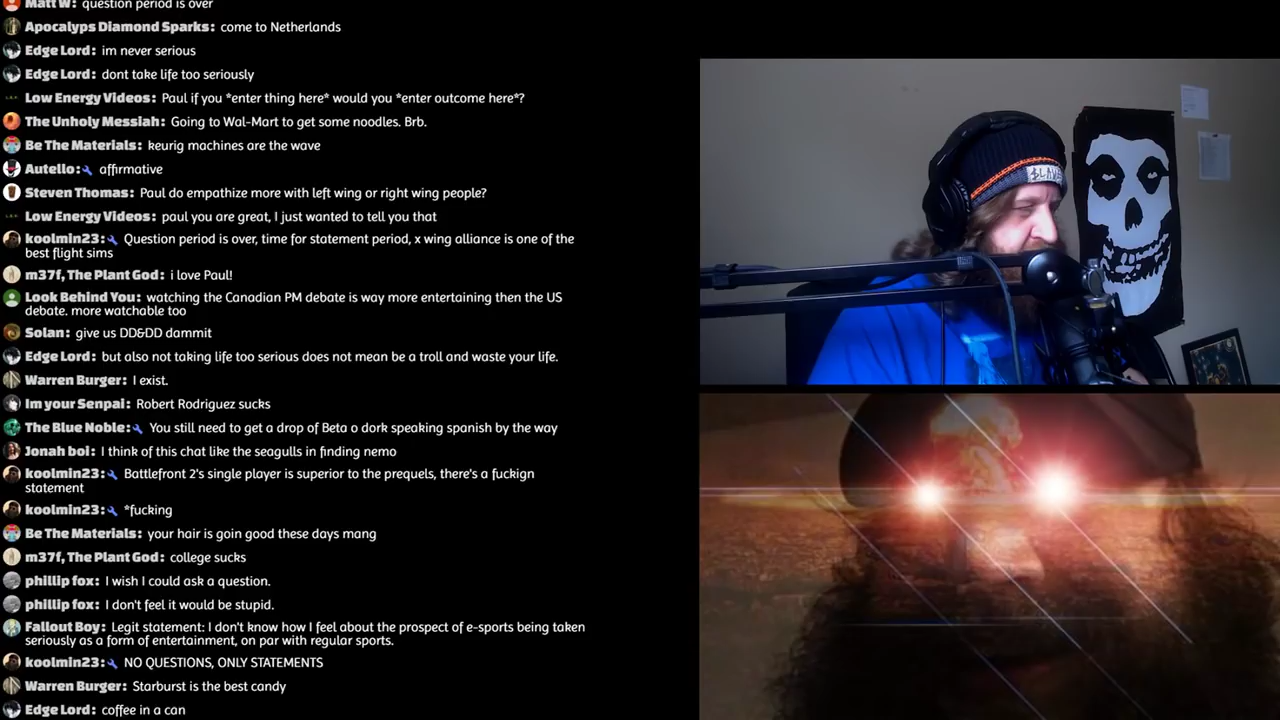 Matt W: question period is over
Apocalyps Diamond Sparks: come to Netherlands
Edge Lord: im never serious
Edge Lord: dont take life too seriously
Low Energy Videos: Paul if you *enter thing here* would you *enter outcome here*?
The Unholy Messiah: Going to Wal-Mart to get some noodles. Brb.
Be The Materials: keurig machines are the wave
Autello: affirmative
Steven Thomas: Paul do empathize more with left wing or right wing people?
Low Energy Videos: paul you are great, I just wanted to tell you that
koolmin23: Question period is over, time for statement period, x wing alliance is one of the
best flight sims
m37f, The Plant God: i love Paul!
Look Behind You: watching the Canadian PM debate is way more entertaining then the US
debate. more watchable too
Solan: give us DD&DD dammit
Edge Lord: but also not taking life too serious does not mean be a troll and waste your life.
Warren Burger: I exist.
Im your Senpai: Robert Rodriguez sucks
The Blue Noble: You still need to get a drop of Beta o dork speaking spanish by the way
Jonah boi: I think of this chat like the seagulls in finding nemo
koolmin23: Battlefront 2's single player is superior to the prequels, there's a fuckign
statement
koolmin23: *fucking
Be The Materials: your hair is goin good these days mang
m37f, The Plant God: college sucks
phillip fox: I wish I could ask a question.
phillip fox: I don't feel it would be stupid.
Fallout Boy: Legit statement: I don't know how I feel about the prospect of e-sports being taken
seriously as a form of entertainment, on par with regular sports.
koolmin23: NO QUESTIONS, ONLY STATEMENTS
Warren Burger: Starburst is the best candy
Edge Lord: coffee in a can